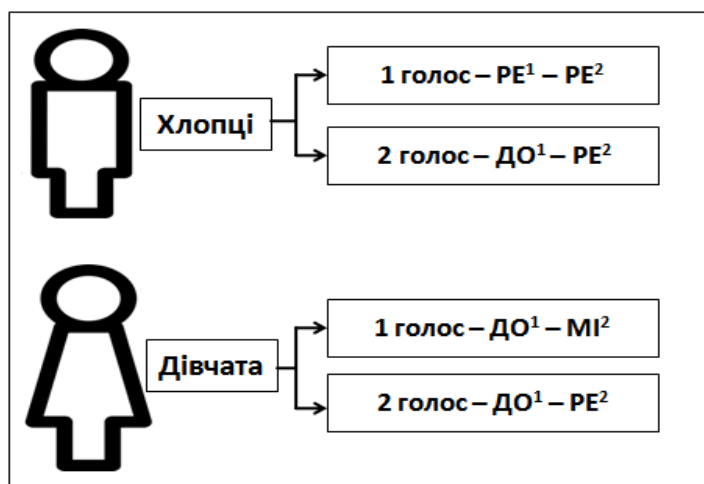 Хлопці
1 голос – РЕ¹ – РЕ²
2 голос – ДО¹ – РЕ²
Дівчата
1 голос – ДО¹ – МІ²
2 голос – ДО¹ – РЕ²